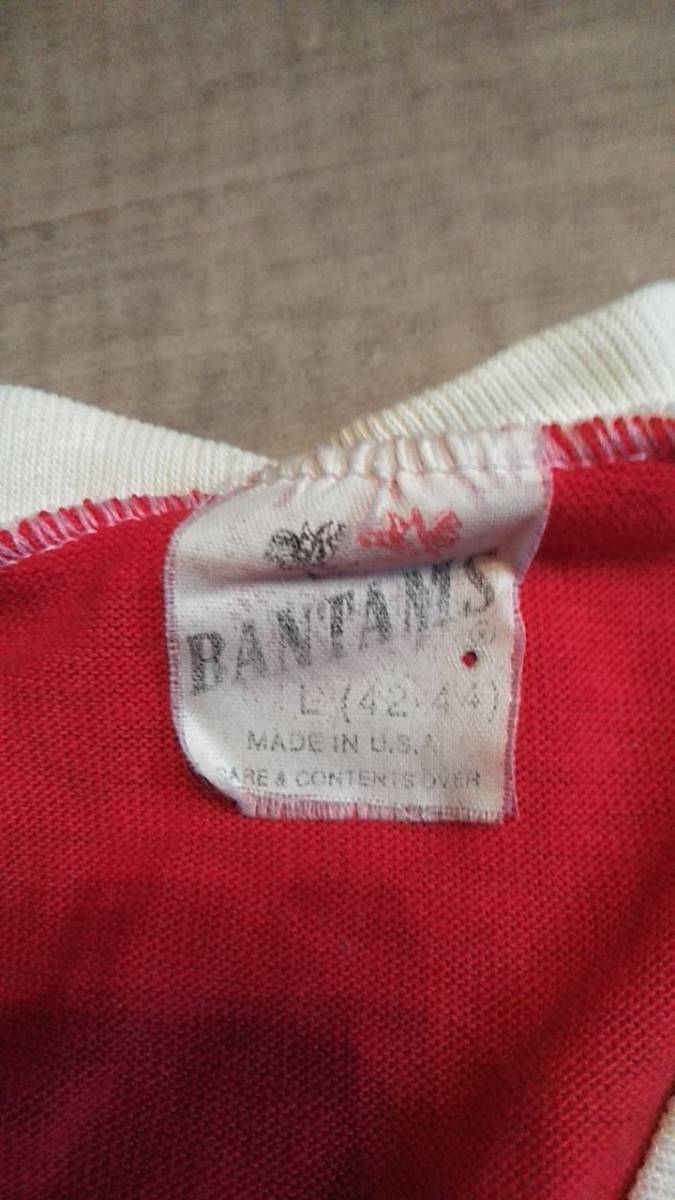 BANTAMS®
L (42-44)
MADE IN U.S.A
CARE & CONTENTS OVER